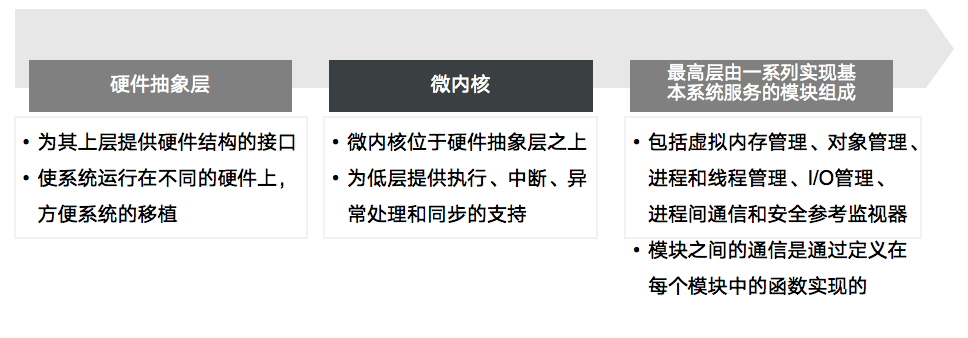 硬件抽象层
• 为其上层提供硬件结构的接口
• 使系统运行在不同的硬件上，
方便系统的移植
微内核
• 微内核位于硬件抽象层之上
• 为低层提供执行、中断、异
常处理和同步的支持
最高层由一系列实现基
本系统服务的模块组成
• 包括虚拟内存管理、对象管理、
进程和线程管理、I/O管理、
进程间通信和安全参考监视器
• 模块之间的通信是通过定义在
每个模块中的函数实现的